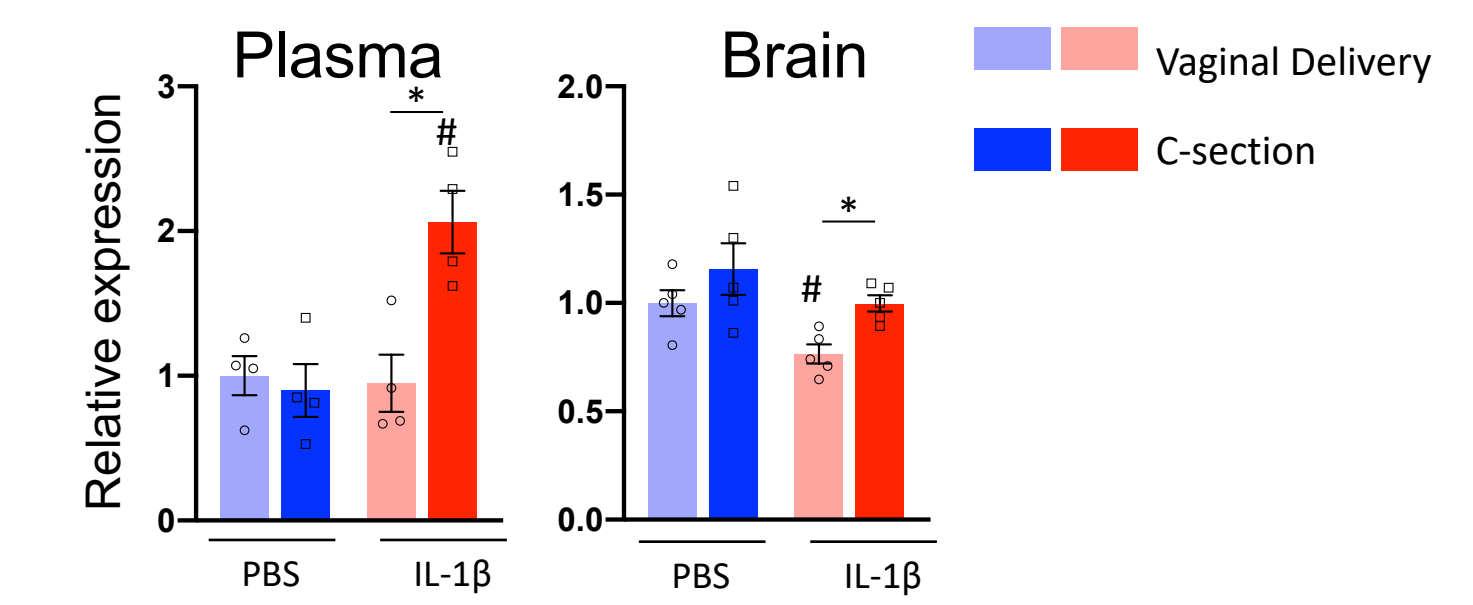 Plasma
Relative expression
3
2
1
0
*
#
PBS
IL-1β
Brain
2.0
1.5
1.0
0.5
0.0
#
*
PBS
IL-1β
Vaginal Delivery
C-section